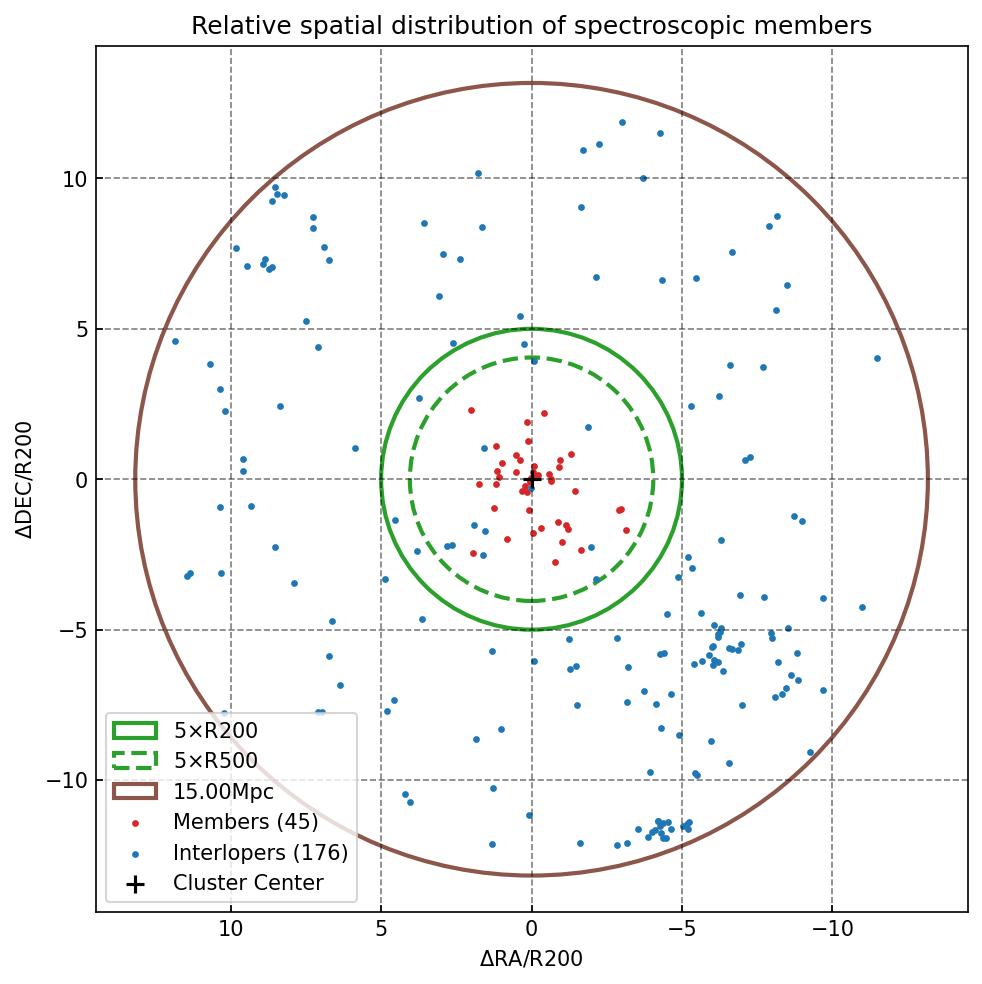 Relative spatial distribution of spectroscopic members
10
5
0
−5
−10
ΔDEC/R200
5×R200
5×R500
15.00Mpc
Members (45)
Interlopers (176)
Cluster Center
10 5 0 −5 −10
ΔRA/R200